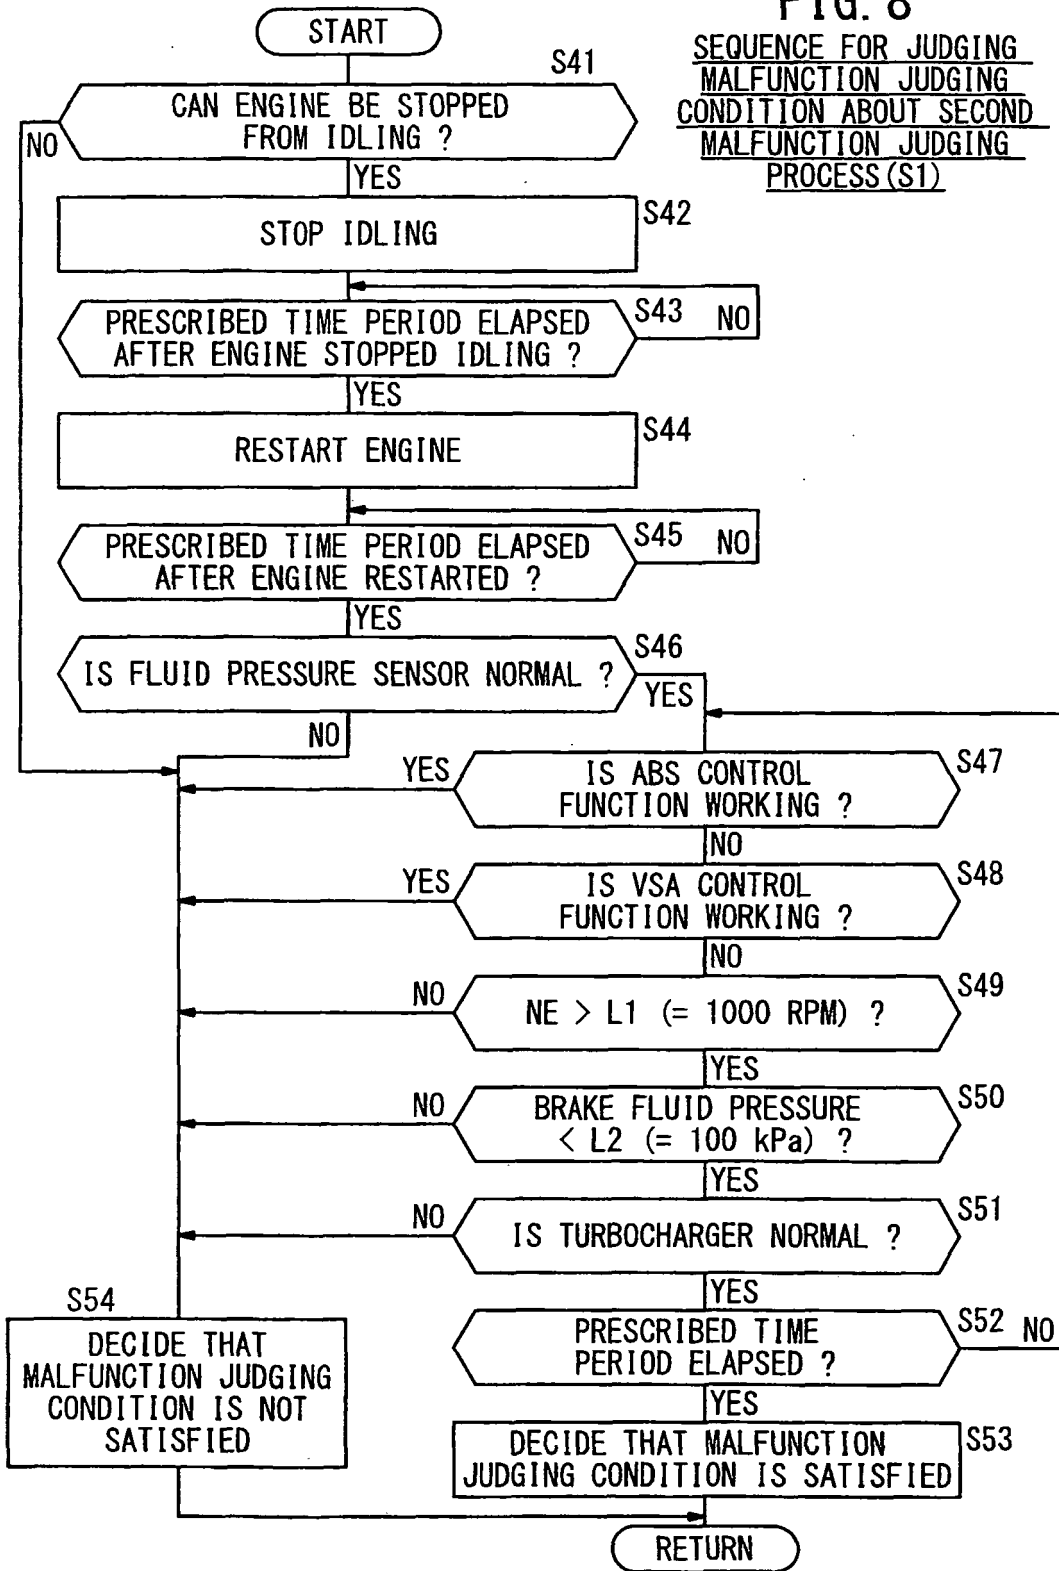 FIG. 8
SEQUENCE FOR JUDGING
MALFUNCTION JUDGING
CONDITION ABOUT SECOND
MALFUNCTION JUDGING
PROCESS(S1)
START
S41
CAN ENGINE BE STOPPED
FROM IDLING ?
NO
YES
S42
STOP IDLING
S43
PRESCRIBED TIME PERIOD ELAPSED
AFTER ENGINE STOPPED IDLING ?
NO
YES
S44
RESTART ENGINE
S45
PRESCRIBED TIME PERIOD ELAPSED
AFTER ENGINE RESTARTED ?
NO
YES
S46
IS FLUID PRESSURE SENSOR NORMAL ?
YES
NO
S47
IS ABS CONTROL
FUNCTION WORKING ?
YES
NO
S48
IS VSA CONTROL
FUNCTION WORKING ?
YES
NO
S49
NE > L1 (= 1000 RPM) ?
NO
YES
S50
BRAKE FLUID PRESSURE
< L2 (= 100 kPa) ?
NO
YES
S51
IS TURBOCHARGER NORMAL ?
NO
YES
S52
PRESCRIBED TIME
PERIOD ELAPSED ?
NO
YES
S53
DECIDE THAT MALFUNCTION
JUDGING CONDITION IS SATISFIED
S54
DECIDE THAT
MALFUNCTION JUDGING
CONDITION IS NOT
SATISFIED
RETURN